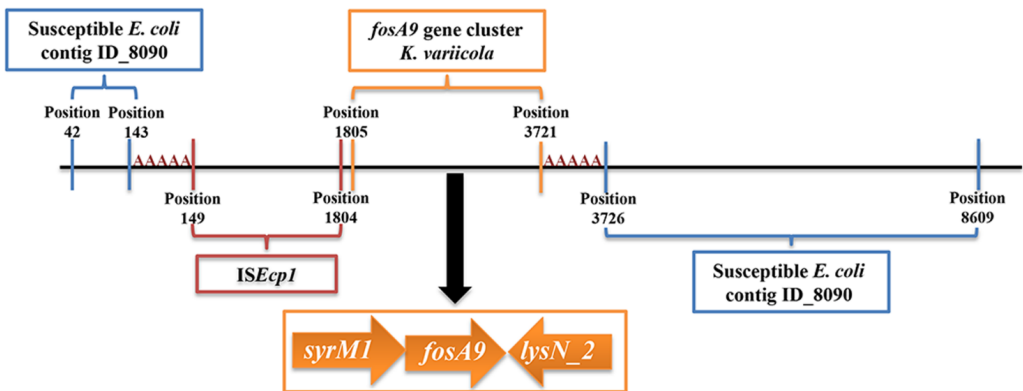 Susceptible E. coli
contig ID_8090
fosA9 gene cluster
K. variicola
Position
42
Position
143
Position
1805
Position
3721
AAAAA
AAAAA
Position
149
Position
1804
Position
3726
Position
8609
ISEcp1
Susceptible E. coli
contig ID_8090
syrM1
fosA9
lysN_2